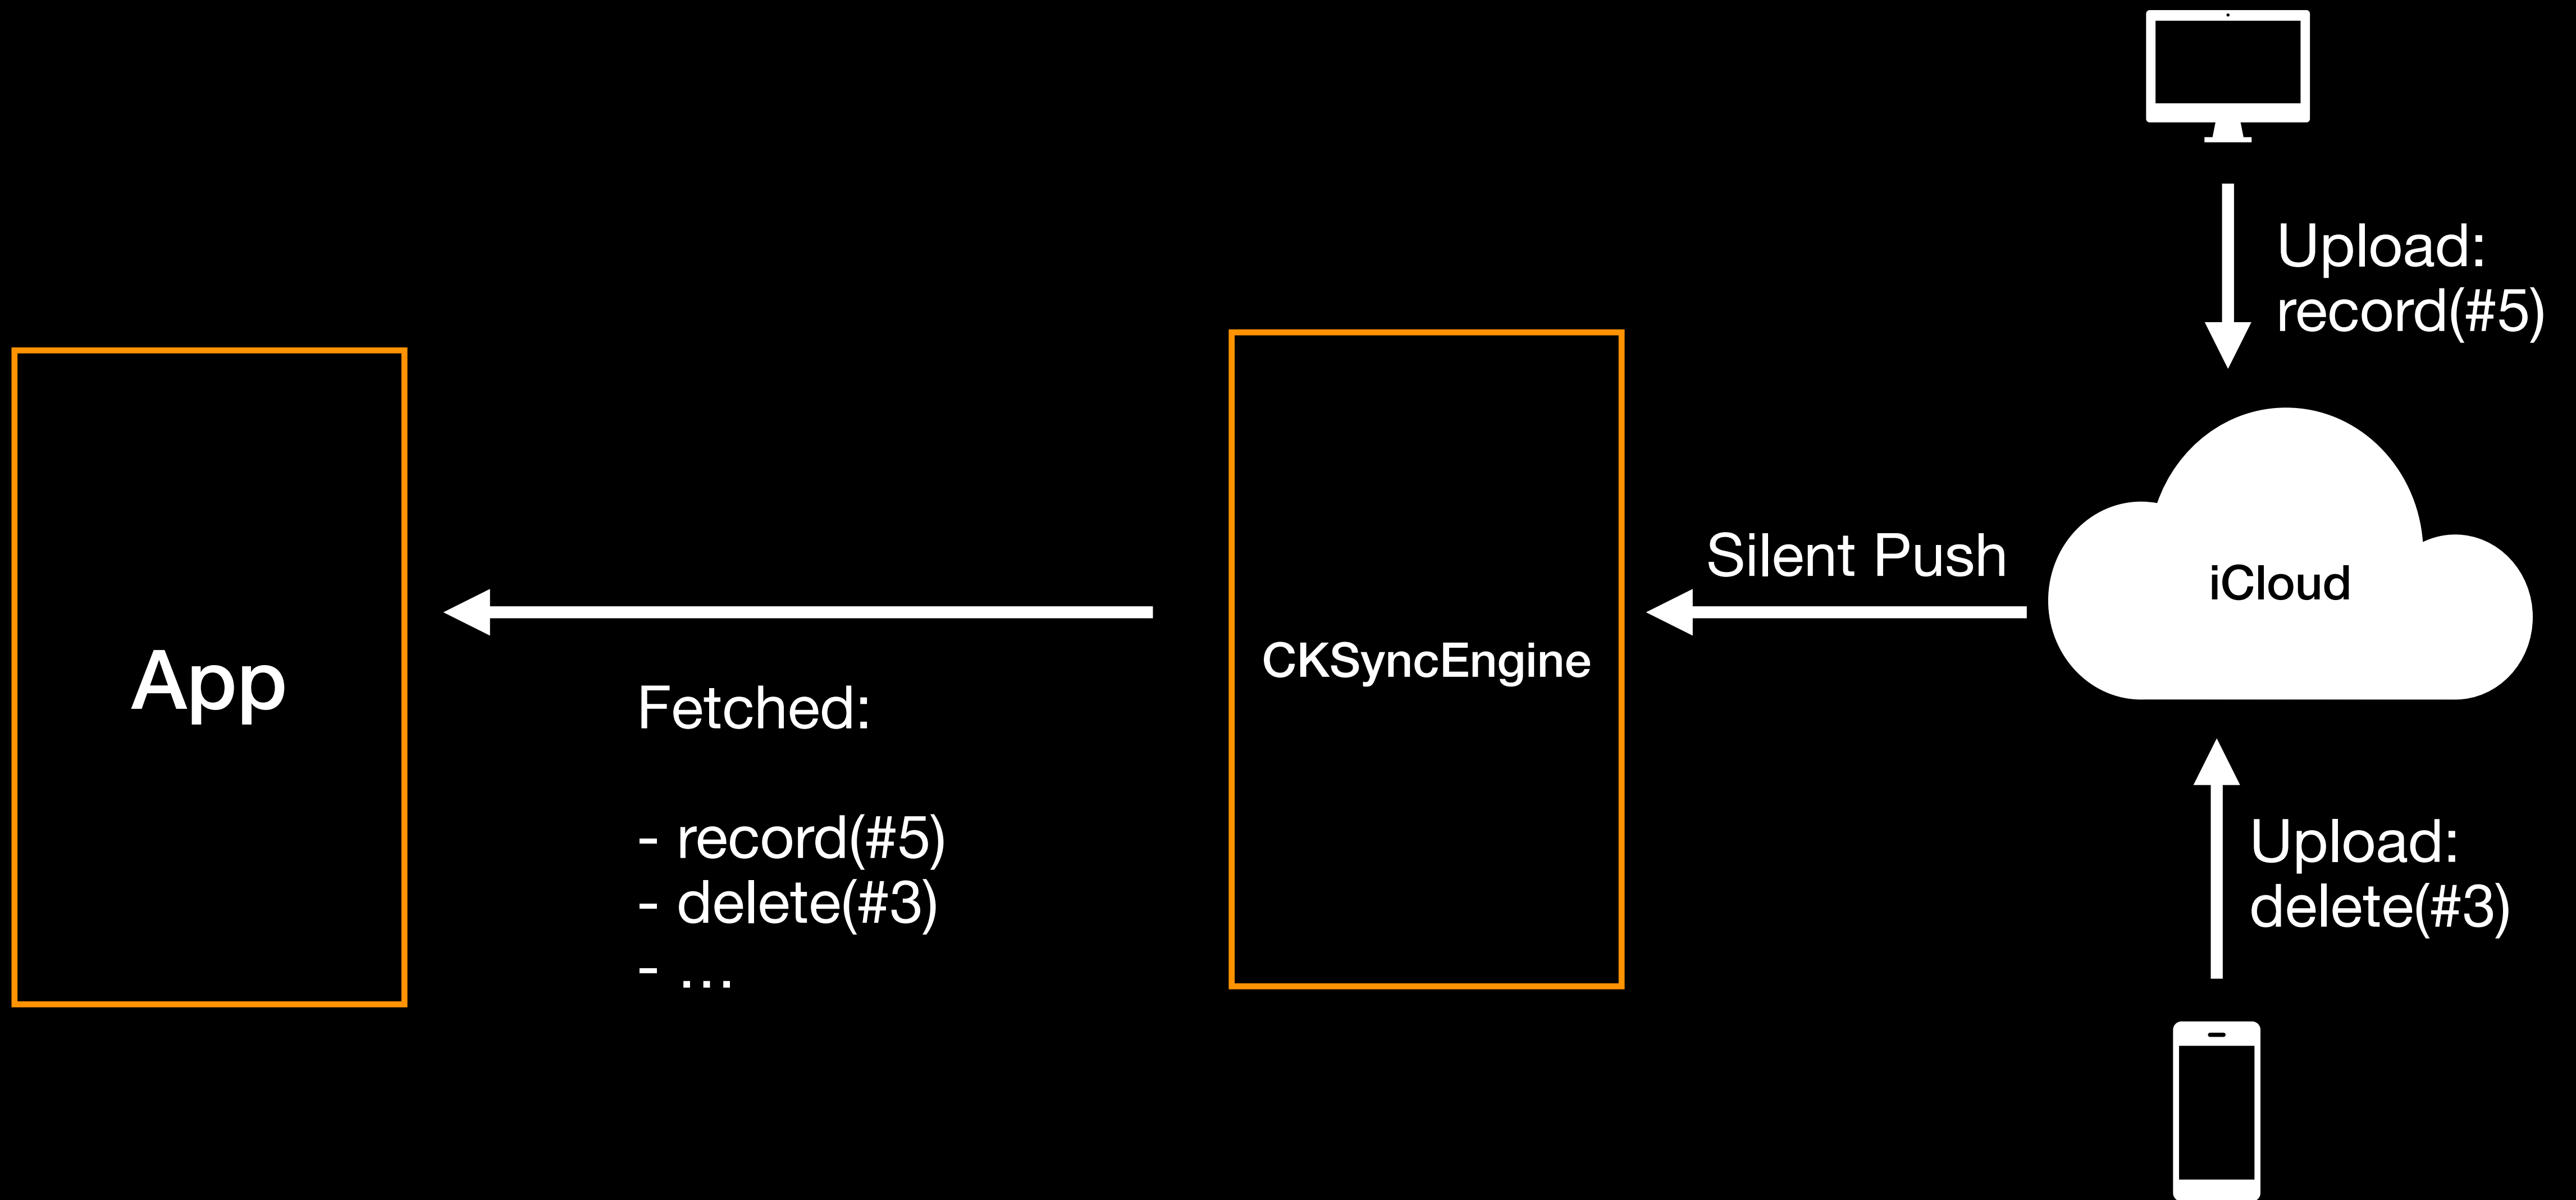 Upload:
record(#5)
Silent Push
iCloud
CKSyncEngine
App
Fetched:
- record(#5)
- delete(#3)
- …
Upload:
delete(#3)